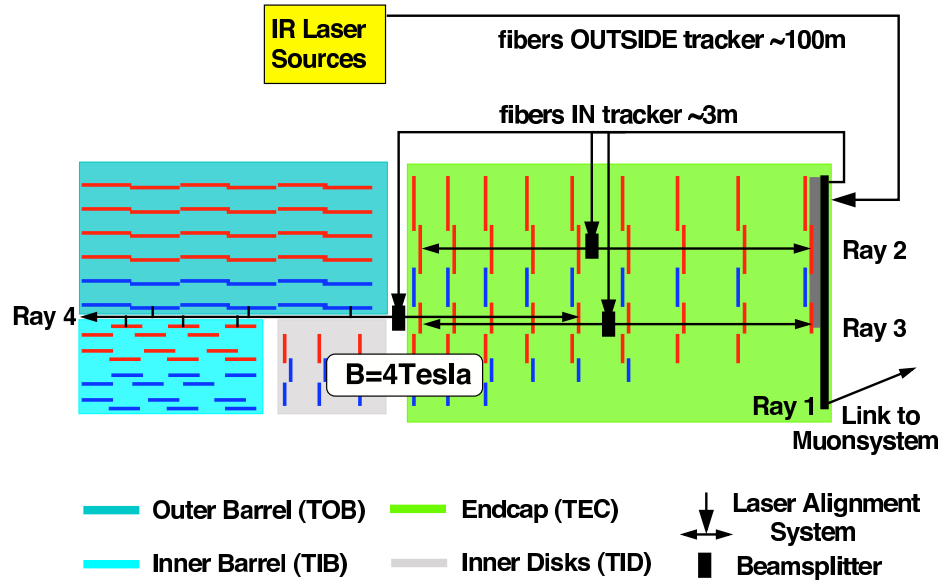 IR Laser
Sources
fibers OUTSIDE tracker ~100m
fibers IN tracker ~3m
Ray 2
Ray 4
Ray 3
B=4Tesla
Ray 1
Link to
Muonsystem
Outer Barrel (TOB)
Endcap (TEC)
Laser Alignment
System
Inner Barrel (TIB)
Inner Disks (TID)
Beamsplitter